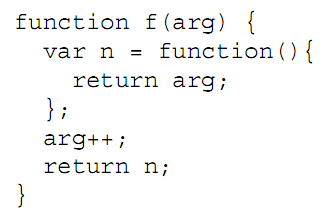 function f(arg) {
  var n = function(){
    return arg;
  };
  arg++;
  return n;
}